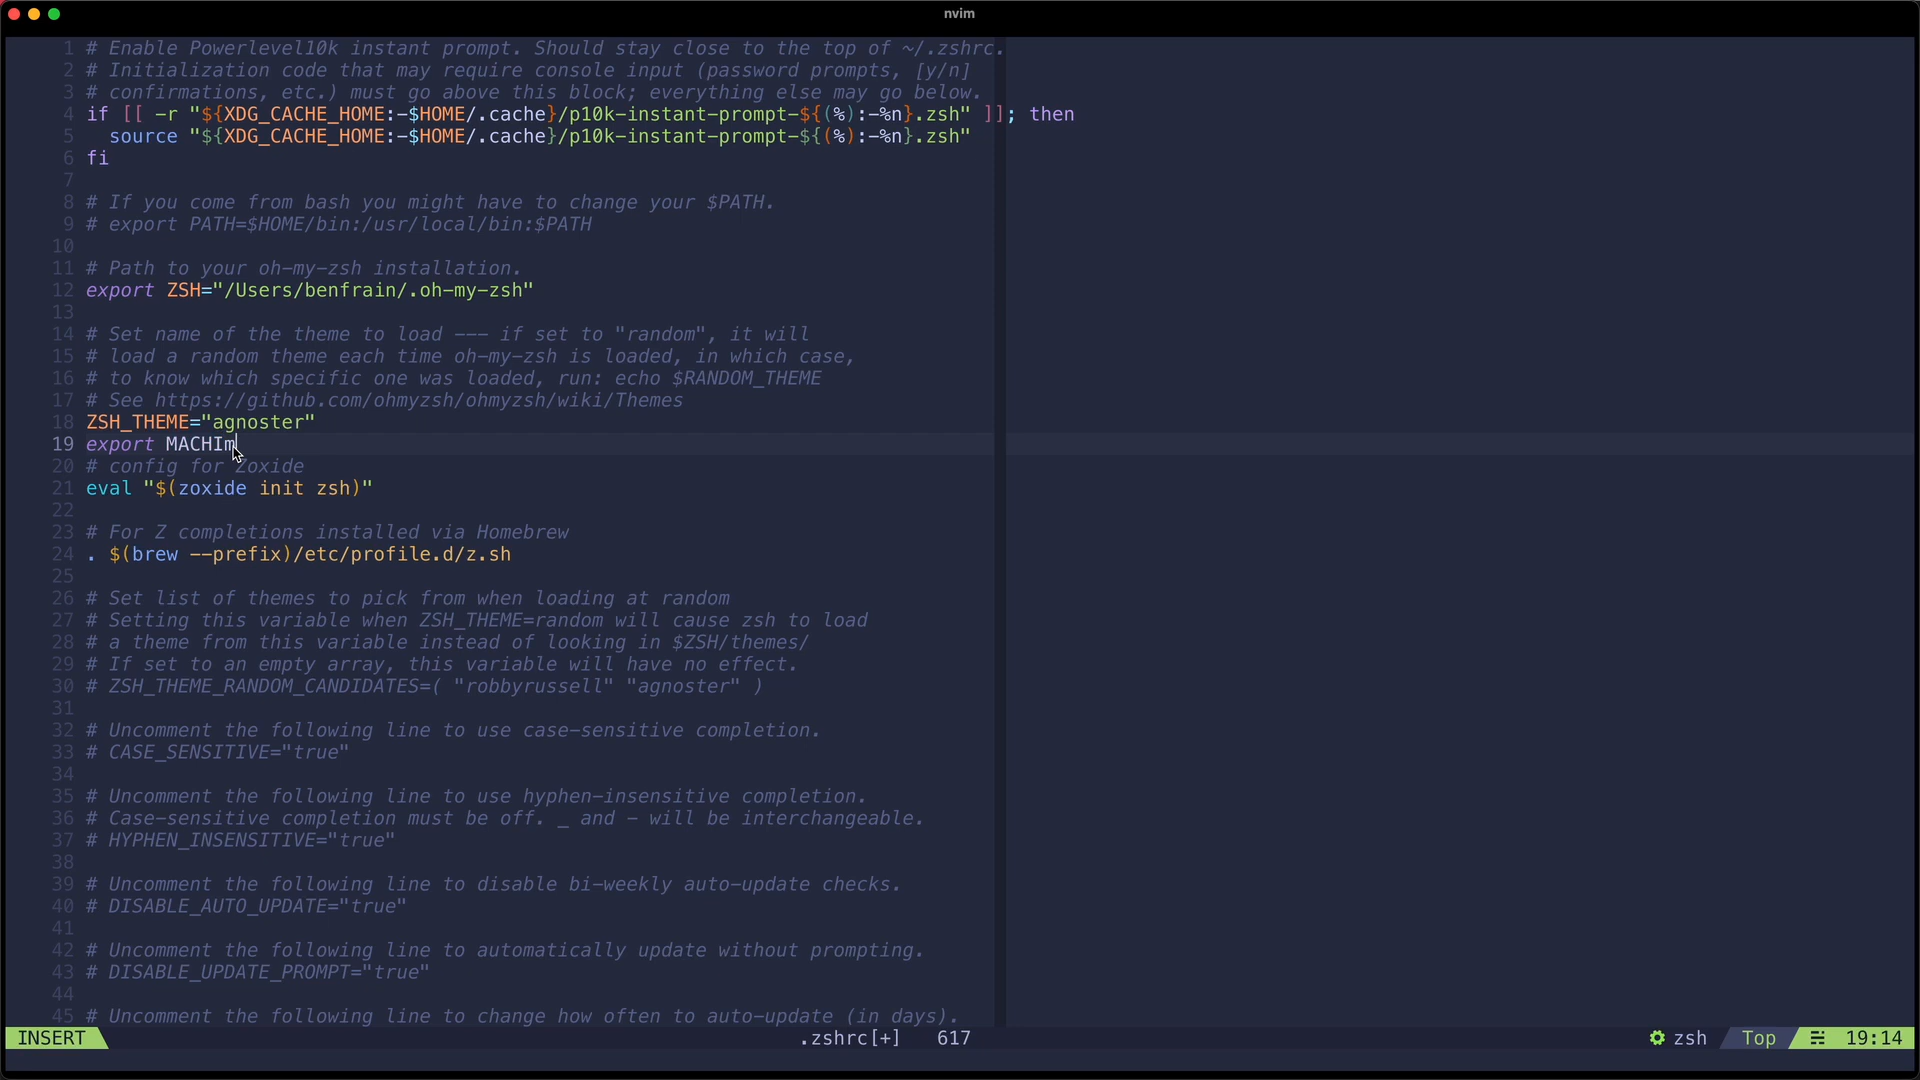 nvim
1 # Enable Powerlevel10k instant prompt. Should stay close to the top of ~/.zshrc.
2 # Initialization code that may require console input (password prompts, [y/n]
3 # confirmations, etc.) must go above this block; everything else may go below.
4 if [[ -r "${XDG_CACHE_HOME:-$HOME/.cache}/p10k-instant-prompt-${(%):-%n}.zsh" ]]; then
5   source "${XDG_CACHE_HOME:-$HOME/.cache}/p10k-instant-prompt-${(%):-%n}.zsh"
6 fi
7
8 # If you come from bash you might have to change your $PATH.
9 # export PATH=$HOME/bin:/usr/local/bin:$PATH
10
11 # Path to your oh-my-zsh installation.
12 export ZSH="/Users/benfrain/.oh-my-zsh"
13
14 # Set name of the theme to load --- if set to "random", it will
15 # load a random theme each time oh-my-zsh is loaded, in which case,
16 # to know which specific one was loaded, run: echo $RANDOM_THEME
17 # See https://github.com/ohmyzsh/ohmyzsh/wiki/Themes
18 ZSH_THEME="agnoster"
19 export MACHIm
20 # config for Zoxide
21 eval "$(zoxide init zsh)"
22
23 # For Z completions installed via Homebrew
24 . $(brew --prefix)/etc/profile.d/z.sh
25
26 # Set list of themes to pick from when loading at random
27 # Setting this variable when ZSH_THEME=random will cause zsh to load
28 # a theme from this variable instead of looking in $ZSH/themes/
29 # If set to an empty array, this variable will have no effect.
30 # ZSH_THEME_RANDOM_CANDIDATES=( "robbyrussell" "agnoster" )
31
32 # Uncomment the following line to use case-sensitive completion.
33 # CASE_SENSITIVE="true"
34
35 # Uncomment the following line to use hyphen-insensitive completion.
36 # Case-sensitive completion must be off. _ and - will be interchangeable.
37 # HYPHEN_INSENSITIVE="true"
38
39 # Uncomment the following line to disable bi-weekly auto-update checks.
40 # DISABLE_AUTO_UPDATE="true"
41
42 # Uncomment the following line to automatically update without prompting.
43 # DISABLE_UPDATE_PROMPT="true"
44
45 # Uncomment the following line to change how often to auto-update (in days).
INSERT .zshrc[+] 617 zsh Top 19:14